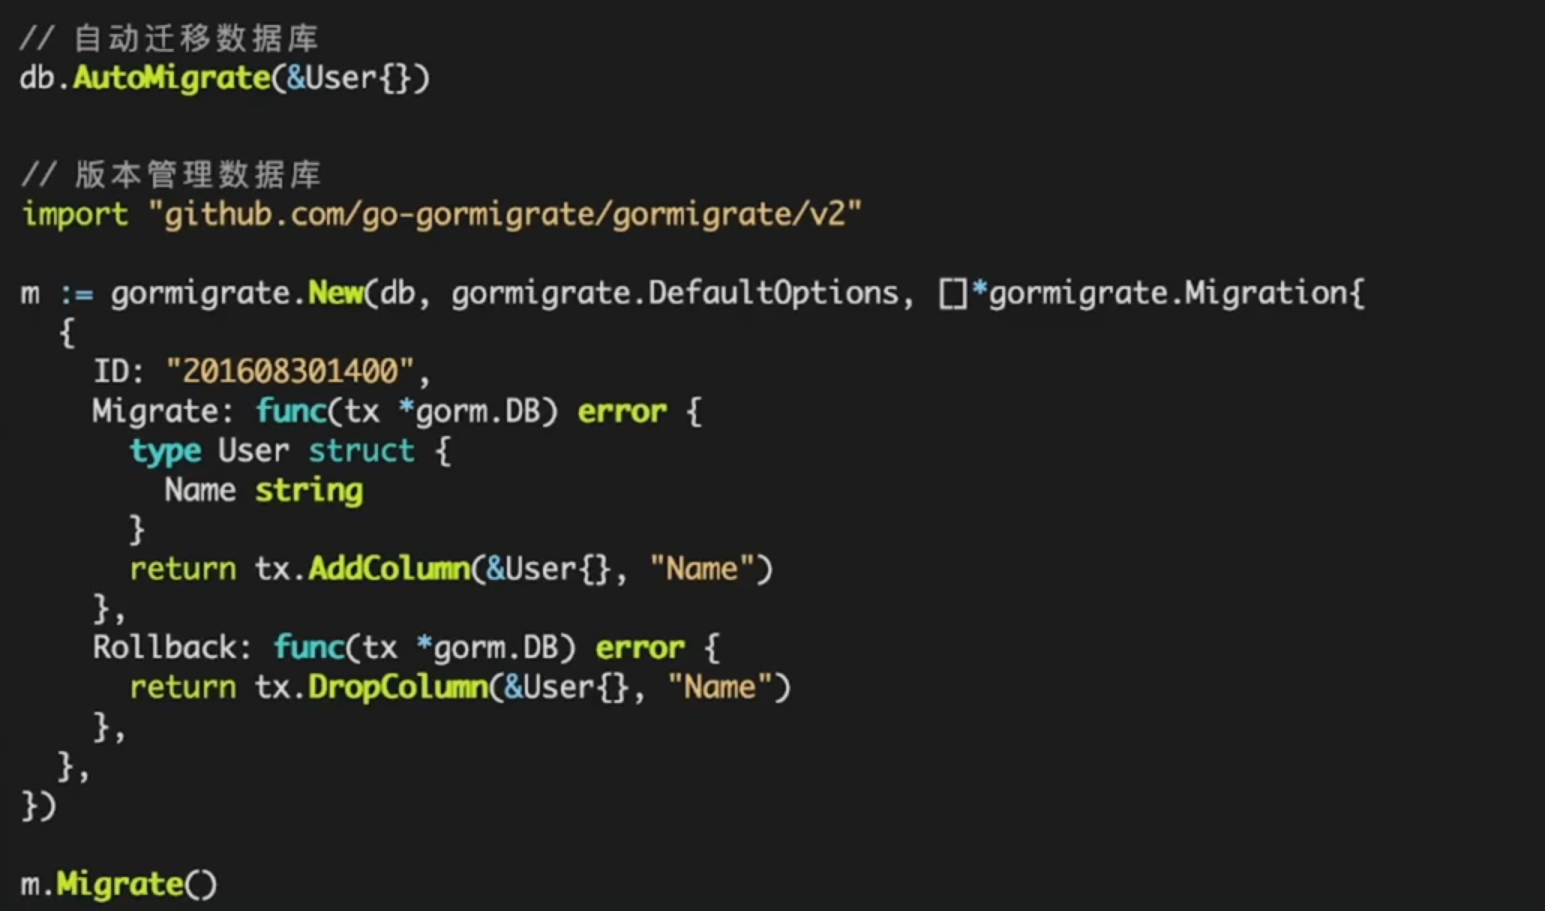 // 自动迁移数据库
db.AutoMigrate(&User{})
// 版本管理数据库
import "github.com/go-gormigrate/gormigrate/v2"
m := gormigrate.New(db, gormigrate.DefaultOptions, []*gormigrate.Migration{
{
ID: "201608301400",
Migrate: func(tx *gorm.DB) error {
type User struct {
Name string
}
return tx.AddColumn(&User{}, "Name")
},
Rollback: func(tx *gorm.DB) error {
return tx.DropColumn(&User{}, "Name")
},
},
})
m.Migrate()